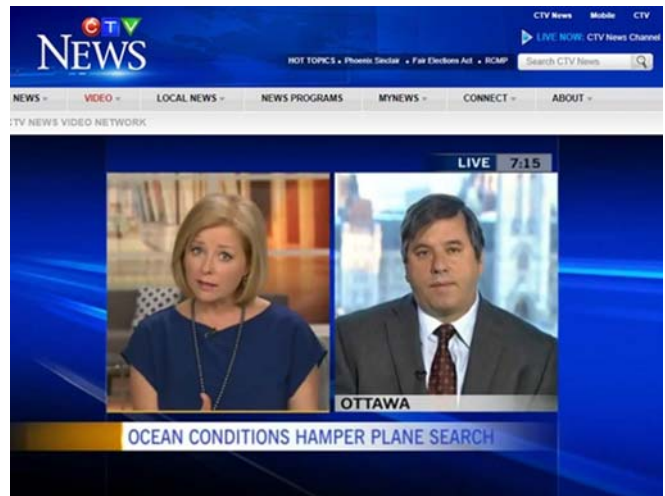 CTV
NEWS
CTV News Mobile CTV
LIVE NOW: CTV News Channel
HOT TOPICS • Phoenix Sinclair • Fair Elections Act • RCMP
Search CTV News
NEWS VIDEO LOCAL NEWS NEWS PROGRAMS MYNEWS CONNECT ABOUT
TV NEWS VIDEO NETWORK
LIVE 7:15
OTTAWA
OCEAN CONDITIONS HAMPER PLANE SEARCH